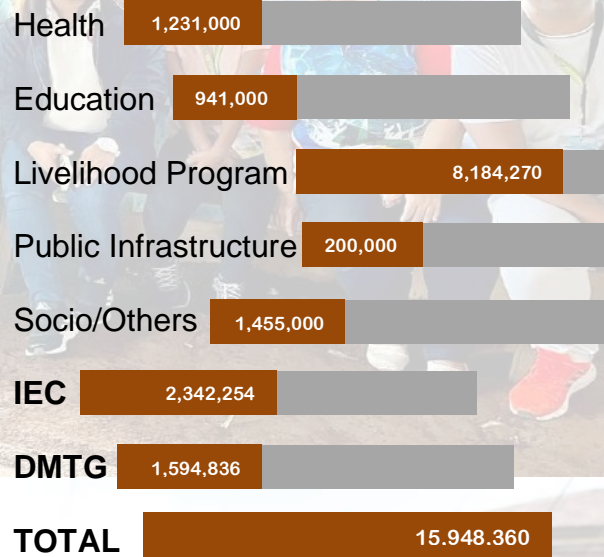 Health 1,231,000
Education 941,000
Livelihood Program 8,184,270
Public Infrastructure 200,000
Socio/Others 1,455,000
IEC 2,342,254
DMTG 1,594,836
TOTAL 15.948.360